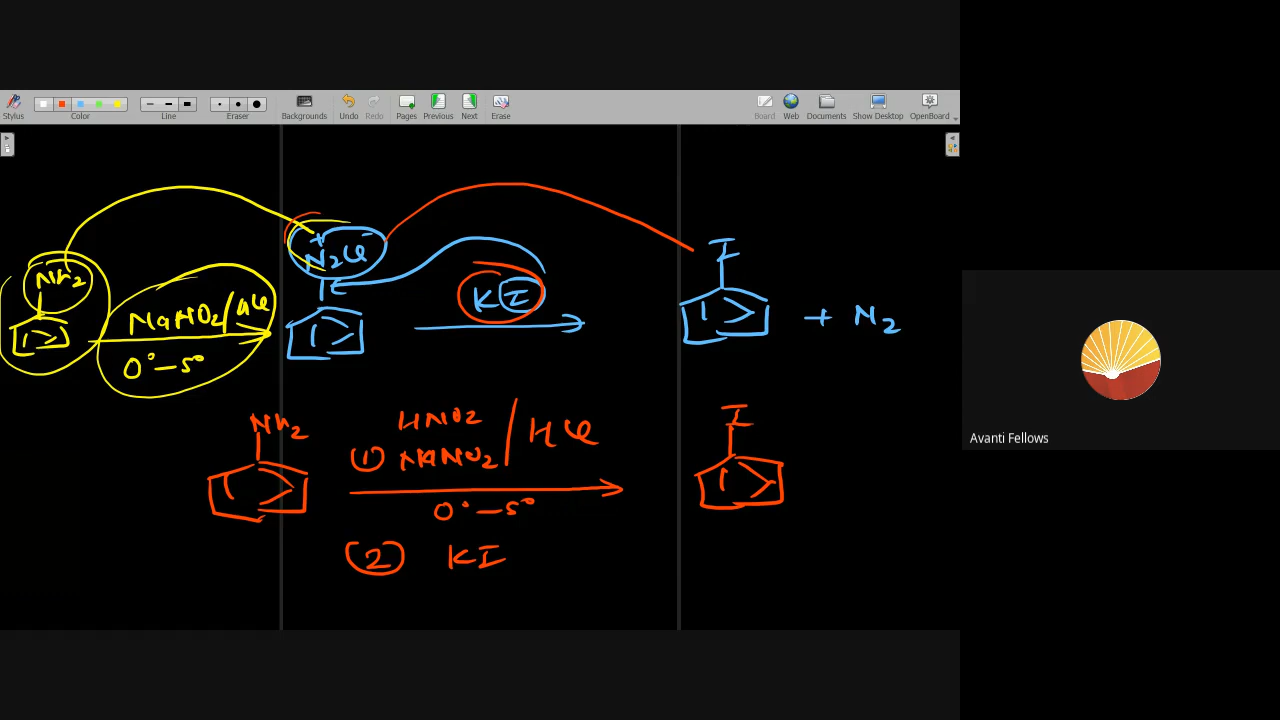 Stylus
Color
Line
Eraser
Backgrounds
Undo
Redo
Pages
Previous
Next
Erase
Board
Web
Documents
Show Desktop
OpenBoard
NH2
NaNO2/HCl
0°-5°
+ -
N2Cl
KI
I
+ N2
NH2
HNO2
① NaNO2 / HCl
0°-5°
② KI
I
Avanti Fellows